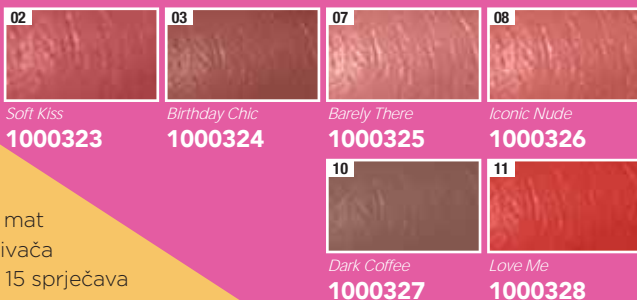 02
Soft Kiss
1000323
03
Birthday Chic
1000324
07
Barely There
1000325
08
Iconic Nude
1000326
10
Dark Coffee
1000327
11
Love Me
1000328
mat
ivača
15 sprječava